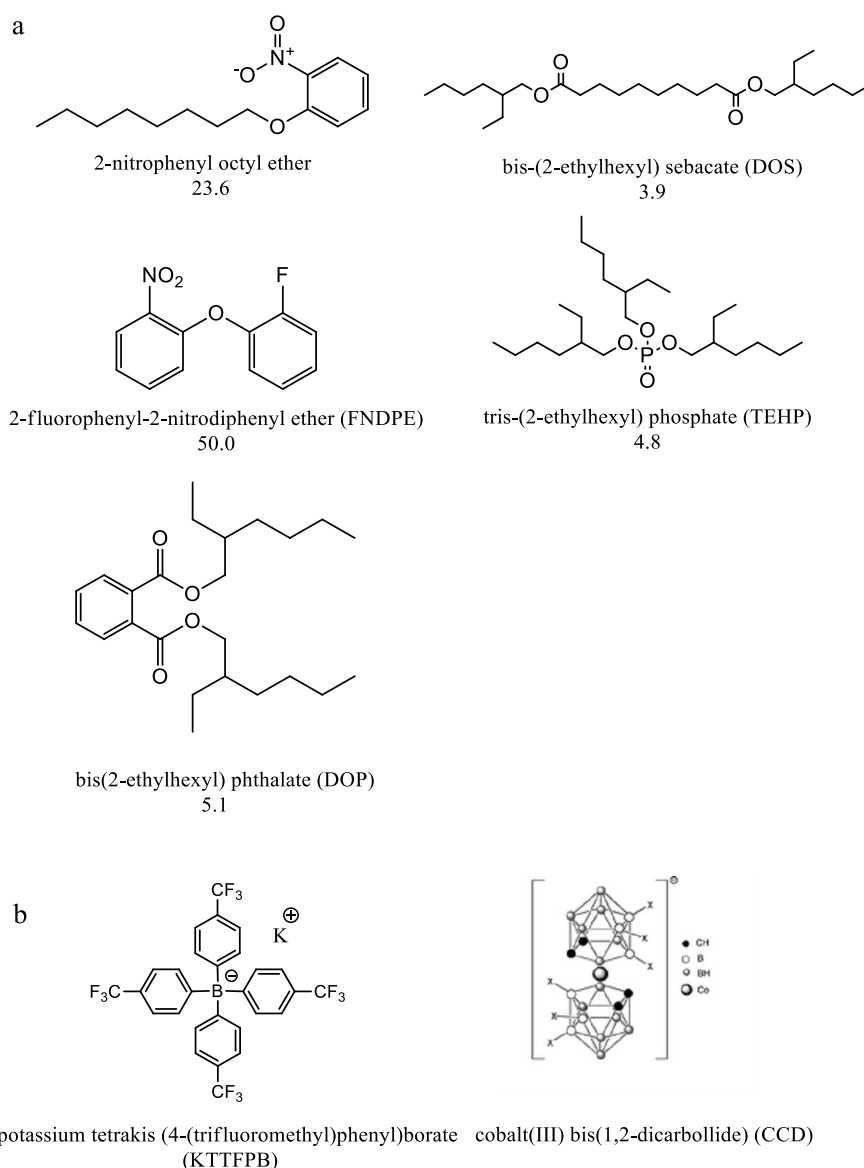 a
O
N+
-O
O
2-nitrophenyl octyl ether
23.6
O
O
O
O
bis-(2-ethylhexyl) sebacate (DOS)
3.9
NO2
F
O
2-fluorophenyl-2-nitrodiphenyl ether (FNDPE)
50.0
O
O
P
O
O
tris-(2-ethylhexyl) phosphate (TEHP)
4.8
O
O
O
O
bis(2-ethylhexyl) phthalate (DOP)
5.1
b
CF3
K ⊕
F3C
B ⊖
CF3
CF3
potassium tetrakis (4-(trifluoromethyl)phenyl)borate
(KTTFPB)
⊖
X
X
X
X
X
X
CH
B
BH
Co
cobalt(III) bis(1,2-dicarbollide) (CCD)